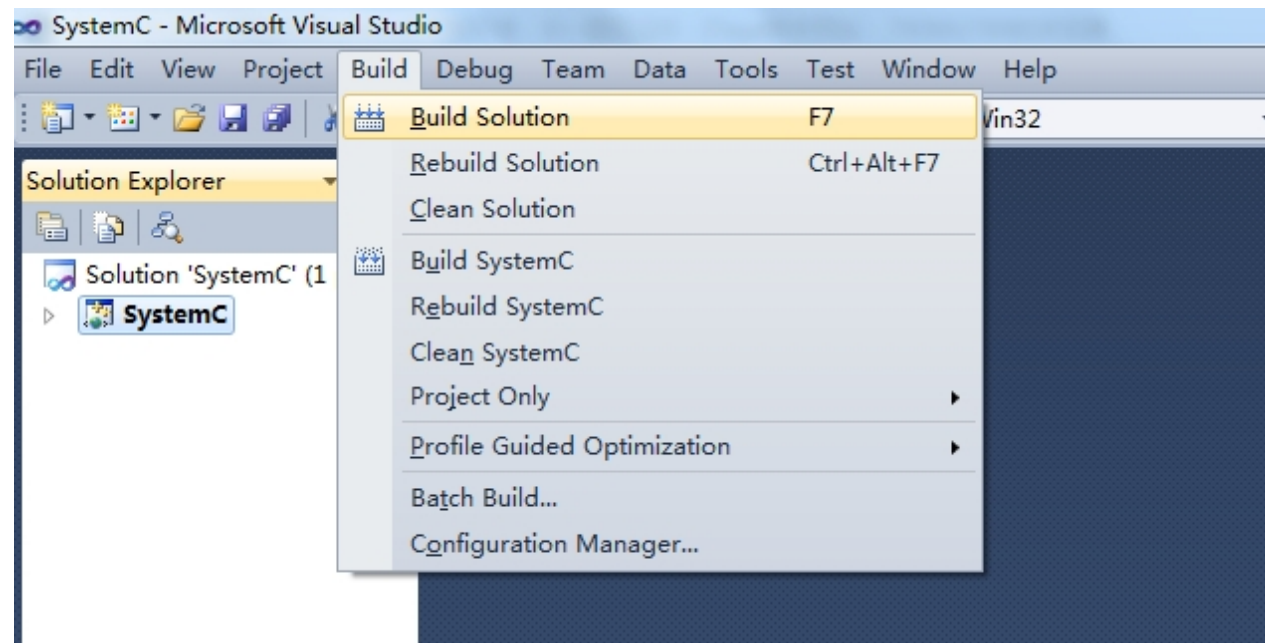 SystemC - Microsoft Visual Studio
File Edit View Project Build Debug Team Data Tools Test Window Help
Build Solution F7
Rebuild Solution Ctrl+Alt+F7
Clean Solution
Build SystemC
Rebuild SystemC
Clean SystemC
Project Only
Profile Guided Optimization
Batch Build...
Configuration Manager...
Win32
Solution Explorer
Solution 'SystemC' (1
SystemC